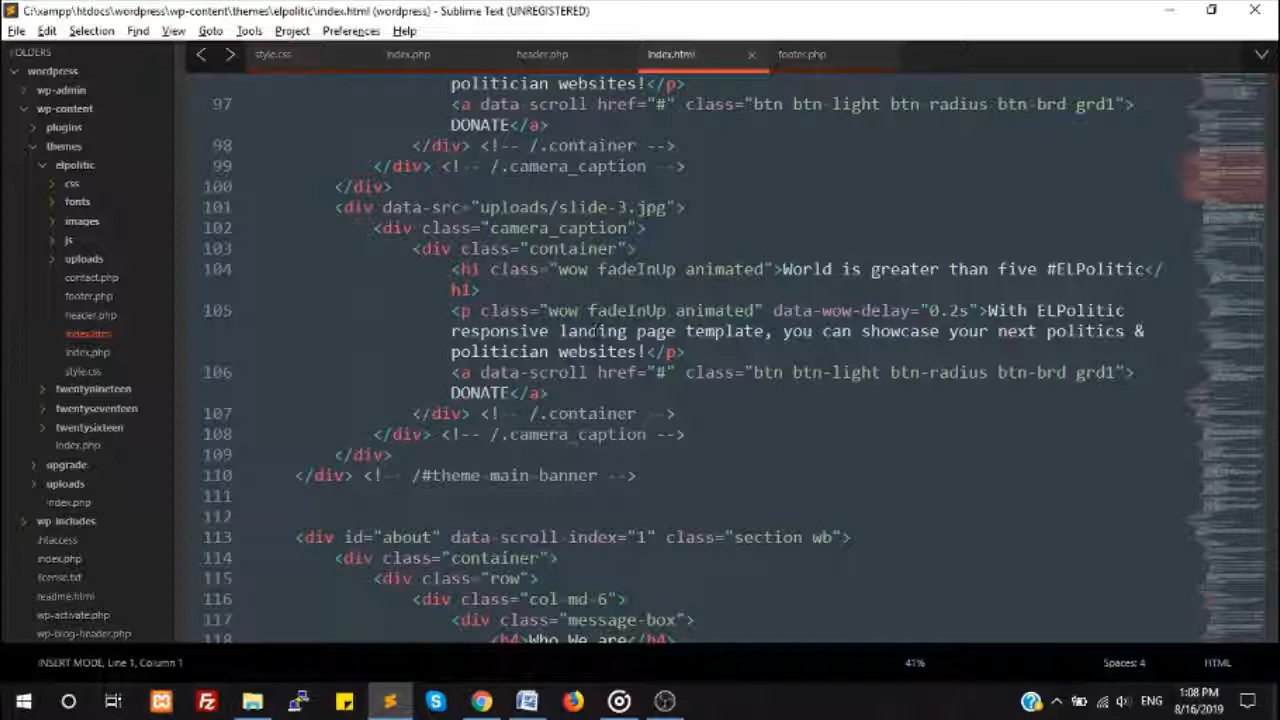 C:\xampp\htdocs\wordpress\wp-content\themes\elpolitic\index.html (wordpress) - Sublime Text (UNREGISTERED)
File Edit Selection Find View Goto Tools Project Preferences Help
FOLDERS
wordpress
wp-admin
wp-content
plugins
themes
elpolitic
css
fonts
images
js
uploads
contact.php
footer.php
header.php
index.html
index.php
style.css
twentynineteen
twentyseventeen
twentysixteen
index.php
upgrade
uploads
index.php
wp-includes
.htaccess
index.php
license.txt
readme.html
wp-activate.php
wp-blog-header.php
style.css index.php header.php index.html footer.php
politician websites!</p>
97 <a data-scroll href="#" class="btn btn-light btn-radius btn-brd grd1">
DONATE</a>
98 </div> <!-- /.container -->
99 </div> <!-- /.camera_caption -->
100 </div>
101 <div data-src="uploads/slide-3.jpg">
102 <div class="camera_caption">
103 <div class="container">
104 <h1 class="wow fadeInUp animated">World is greater than five #ELPolitic</
h1>
105 <p class="wow fadeInUp animated" data-wow-delay="0.2s">With ELPolitic
responsive landing page template, you can showcase your next politics &
politician websites!</p>
106 <a data-scroll href="#" class="btn btn-light btn-radius btn-brd grd1">
DONATE</a>
107 </div> <!-- /.container -->
108 </div> <!-- /.camera_caption -->
109 </div>
110 </div> <!-- /#theme-main-banner -->
111
112
113 <div id="about" data-scroll-index="1" class="section wb">
114 <div class="container">
115 <div class="row">
116 <div class="col-md-6">
117 <div class="message-box">
118 <h4>Who We are</h4>
INSERT MODE, Line 1, Column 1 41% Spaces: 4 HTML
ENG
1:08 PM
8/16/2019